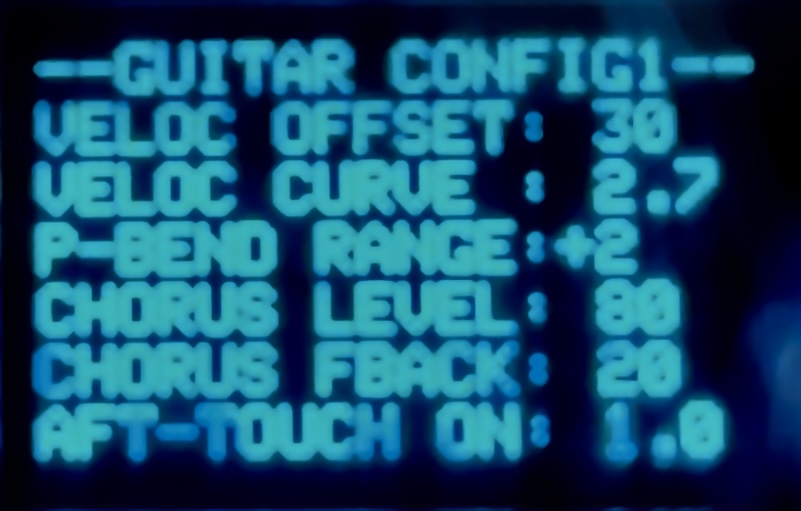 --GUITAR CONFIG1--
VELOC OFFSET: 30
VELOC CURVE : 2.7
P-BEND RANGE:+2
CHORUS LEVEL: 80
CHORUS FBACK: 20
AFT-TOUCH ON: 1.0